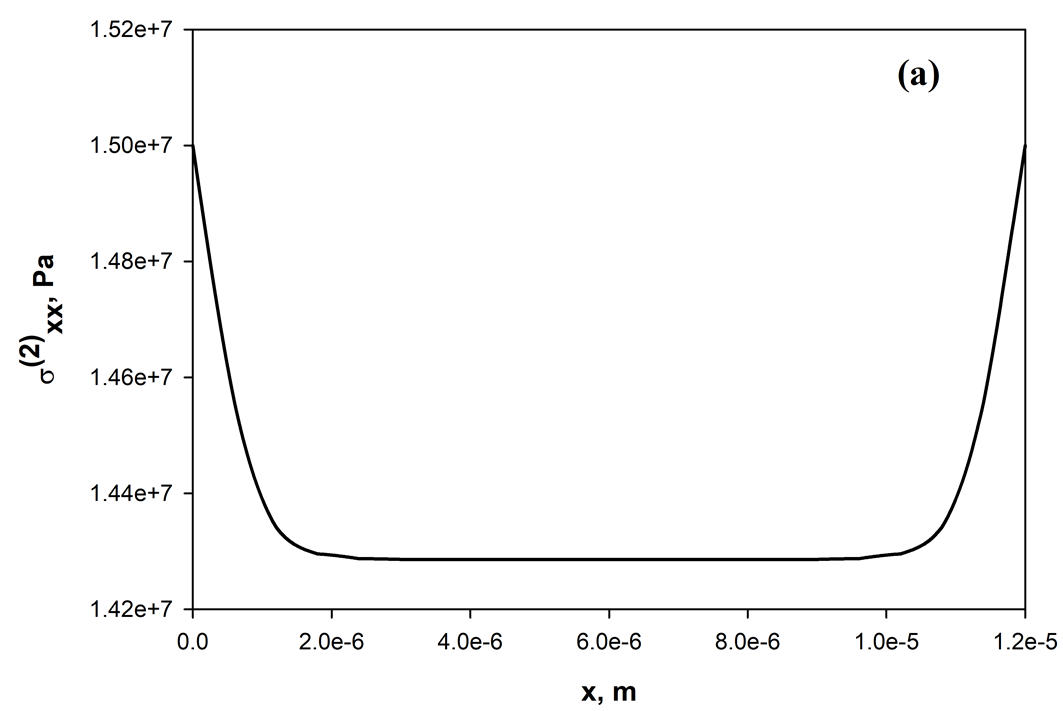 (a)
1.52e+7
1.50e+7
1.48e+7
1.46e+7
1.44e+7
1.42e+7
σ(2)xx, Pa
0.0 2.0e-6 4.0e-6 6.0e-6 8.0e-6 1.0e-5 1.2e-5
x, m